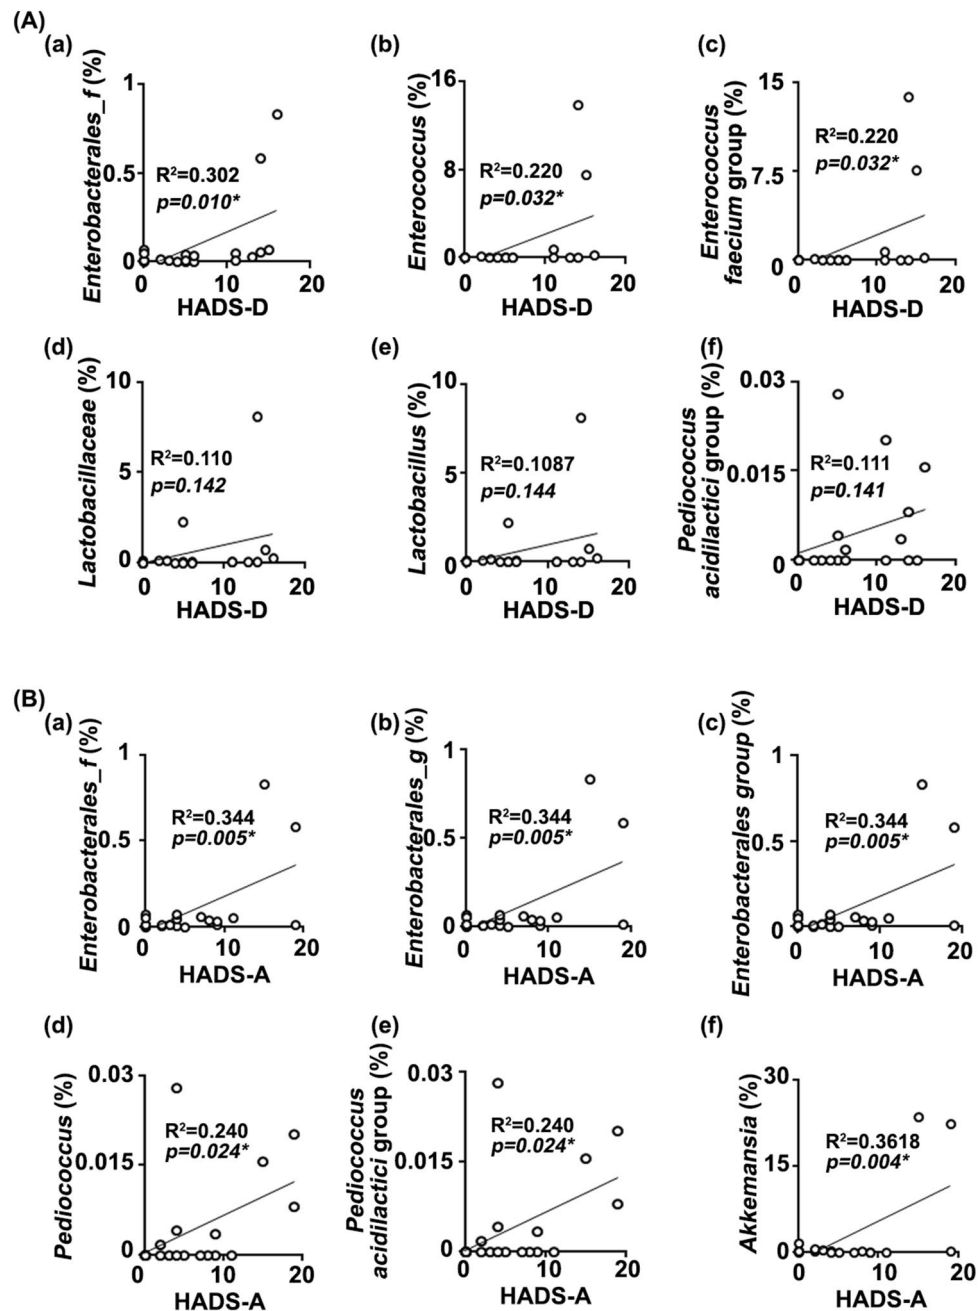 (A)
(a)
Enterobacterales_f (%)
1
0.5
0
R²=0.302
p=0.010*
0 10 20
HADS-D
(b)
Enterococcus (%)
16
8
0
R²=0.220
p=0.032*
0 10 20
HADS-D
(c)
Enterococcus
faecium group (%)
15
7.5
0
R²=0.220
p=0.032*
0 10 20
HADS-D
(d)
Lactobacillaceae (%)
10
5
0
R²=0.110
p=0.142
0 10 20
HADS-D
(e)
Lactobacillus (%)
10
5
0
R²=0.1087
p=0.144
0 10 20
HADS-D
(f)
Pediococcus
acidilactici group (%)
0.03
0.015
0
R²=0.111
p=0.141
0 10 20
HADS-D
(B)
(a)
Enterobacterales_f (%)
1
0.5
0
R²=0.344
p=0.005*
0 10 20
HADS-A
(b)
Enterobacterales_g (%)
1
0.5
0
R²=0.344
p=0.005*
0 10 20
HADS-A
(c)
Enterobacterales group (%)
1
0.5
0
R²=0.344
p=0.005*
0 10 20
HADS-A
(d)
Pediococcus (%)
0.03
0.015
0
R²=0.240
p=0.024*
0 10 20
HADS-A
(e)
Pediococcus
acidilactici group (%)
0.03
0.015
0
R²=0.240
p=0.024*
0 10 20
HADS-A
(f)
Akkemansia (%)
30
15
0
R²=0.3618
p=0.004*
0 10 20
HADS-A